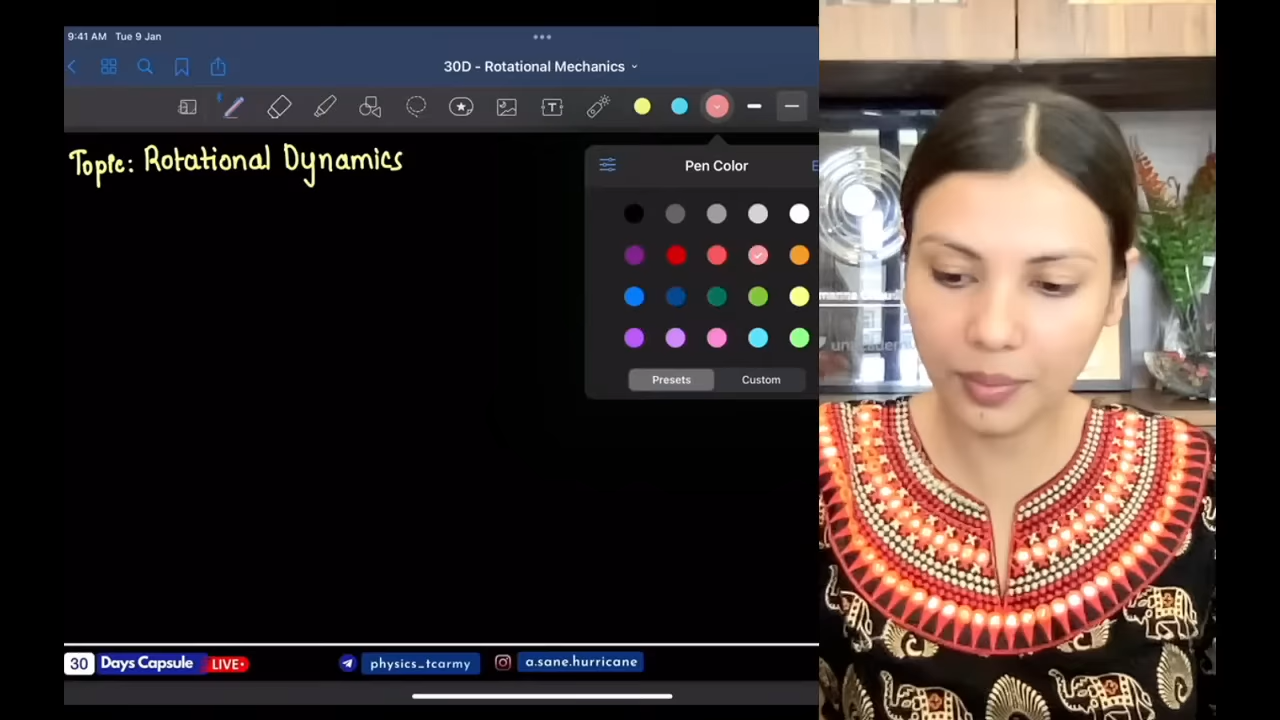 9:41 AM Tue 9 Jan
30D - Rotational Mechanics
Topic: Rotational Dynamics
Pen Color
Presets Custom
30 Days Capsule LIVE
physics_tcarmy
a.sane.hurricane